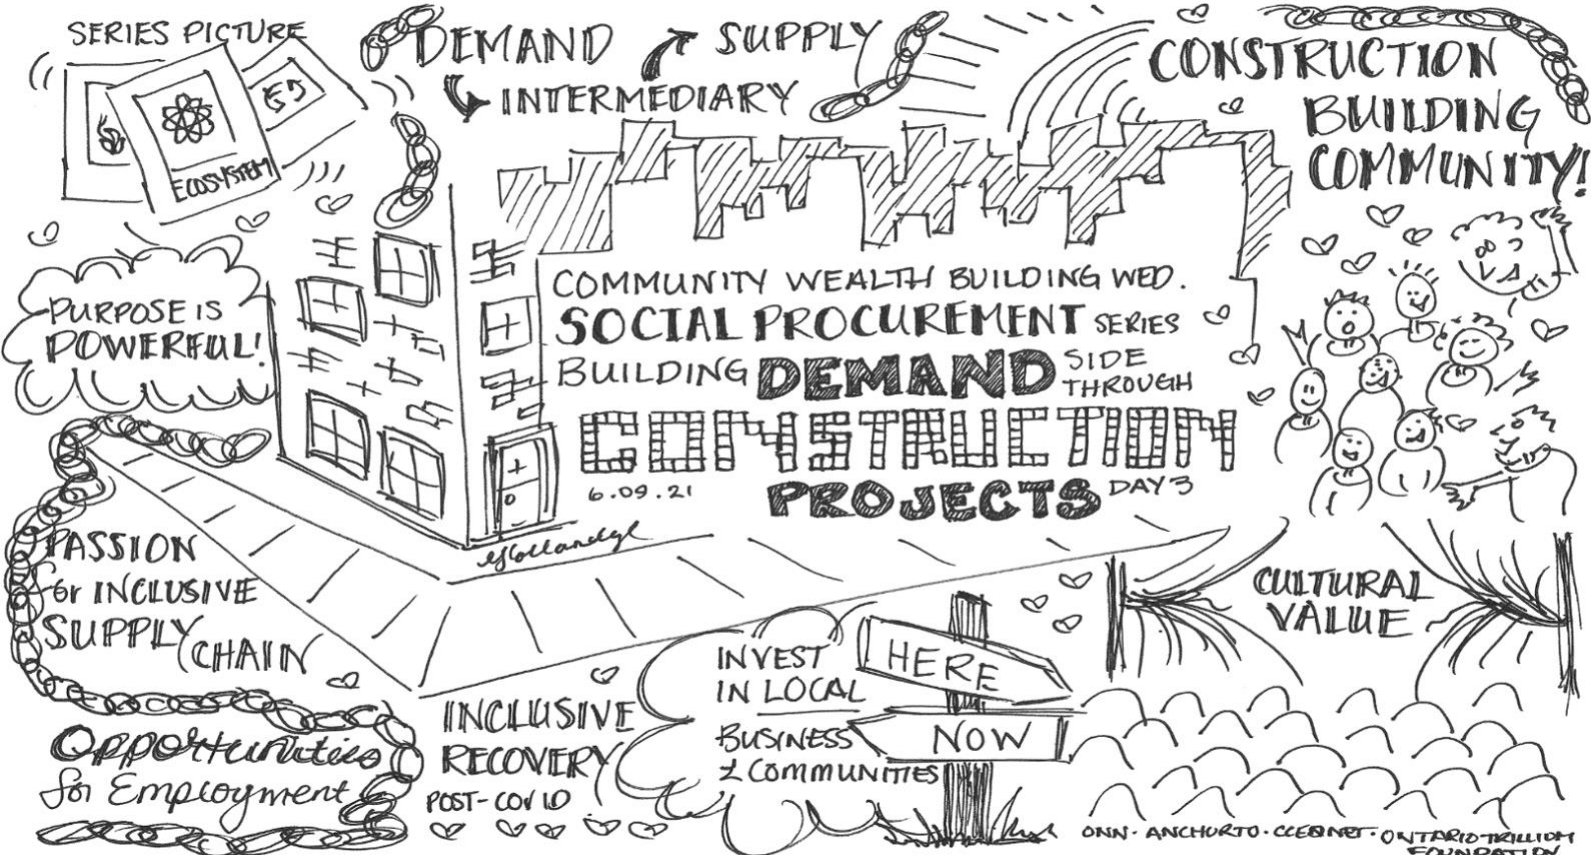 SERIES PICTURE
ECOSYSTEM
DEMAND
SUPPLY
INTERMEDIARY
CONSTRUCTION
BUILDING
COMMUNITY!
PURPOSE IS
POWERFUL!
COMMUNITY WEALTH BUILDING WED.
SOCIAL PROCUREMENT SERIES
BUILDING DEMAND SIDE
THROUGH
CONSTRUCTION
6.09.21 PROJECTS DAY 3
PASSION
for INCLUSIVE
SUPPLY
CHAIN
Opportunities
for Employment
INCLUSIVE
RECOVERY
POST-COVID
INVEST
IN LOCAL
BUSINESS
& COMMUNITIES
HERE
NOW
CULTURAL
VALUE
ONN · ANCHORTO · CCEDNET · ONTARIO TRILLIUM
FOUNDATION